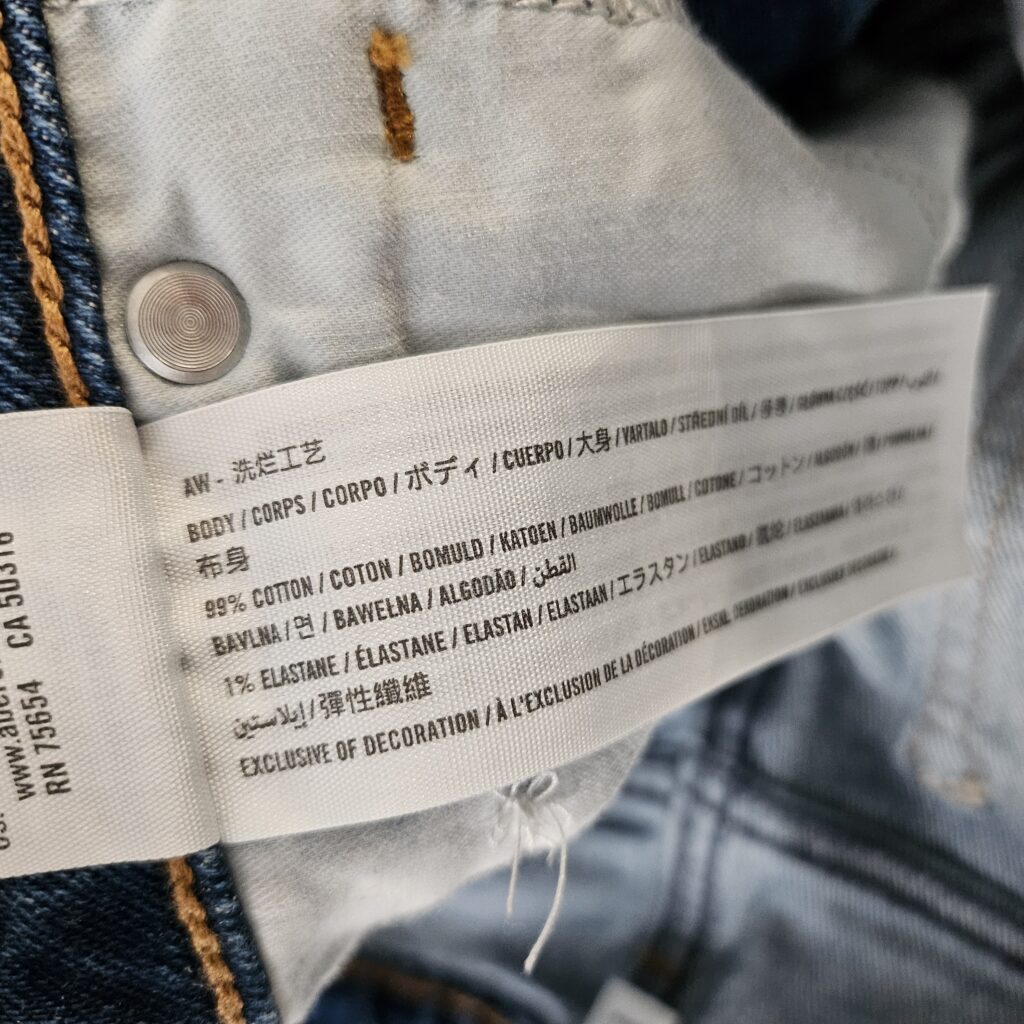 AW - 洗烂工艺
BODY / CORPS / CORPO / ボディ / CUERPO / 大身 / VARTALO / STŘEDNÍ DÍL /
布身
99% COTTON / COTON / BOMULD / KATOEN / BAUMWOLLE / BOMULL / COTONE / コットン /
BAVLNA / 면 / BAWEŁNA / ALGODÃO / القطن
1% ELASTANE / ÉLASTANE / ELASTAN / ELASTAAN / エラスタン / ELASTANO /
إيلاستين / 彈性纖維
EXCLUSIVE OF DECORATION / À L'EXCLUSION DE LA DÉCORATION /
RN 75654 CA 50316